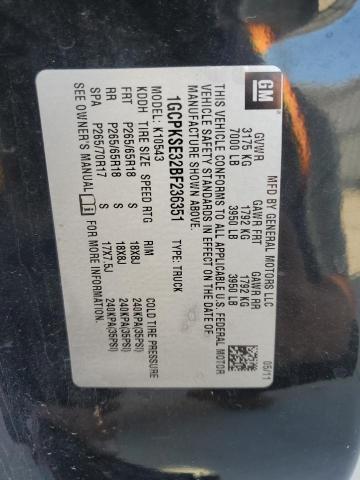 GM
MFD BY GENERAL MOTORS LLC 05/11
GVWR GAWR FRT GAWR RR
3175 KG 1792 KG 1792 KG
7000 LB 3950 LB 3950 LB
THIS VEHICLE CONFORMS TO ALL APPLICABLE U.S. FEDERAL MOTOR
VEHICLE SAFETY STANDARDS IN EFFECT ON THE DATE OF
MANUFACTURE SHOWN ABOVE.
1GCPKSE32BF236351 TYPE: TRUCK
MODEL: K10543
KDDH TIRE SIZE SPEED RTG RIM COLD TIRE PRESSURE
FRT P265/65R18 S 18X8J 240KPA(35PSI)
RR P265/65R18 S 18X8J 240KPA(35PSI)
SPA P265/70R17 S 17X7.5J 240KPA(35PSI)
SEE OWNER'S MANUAL